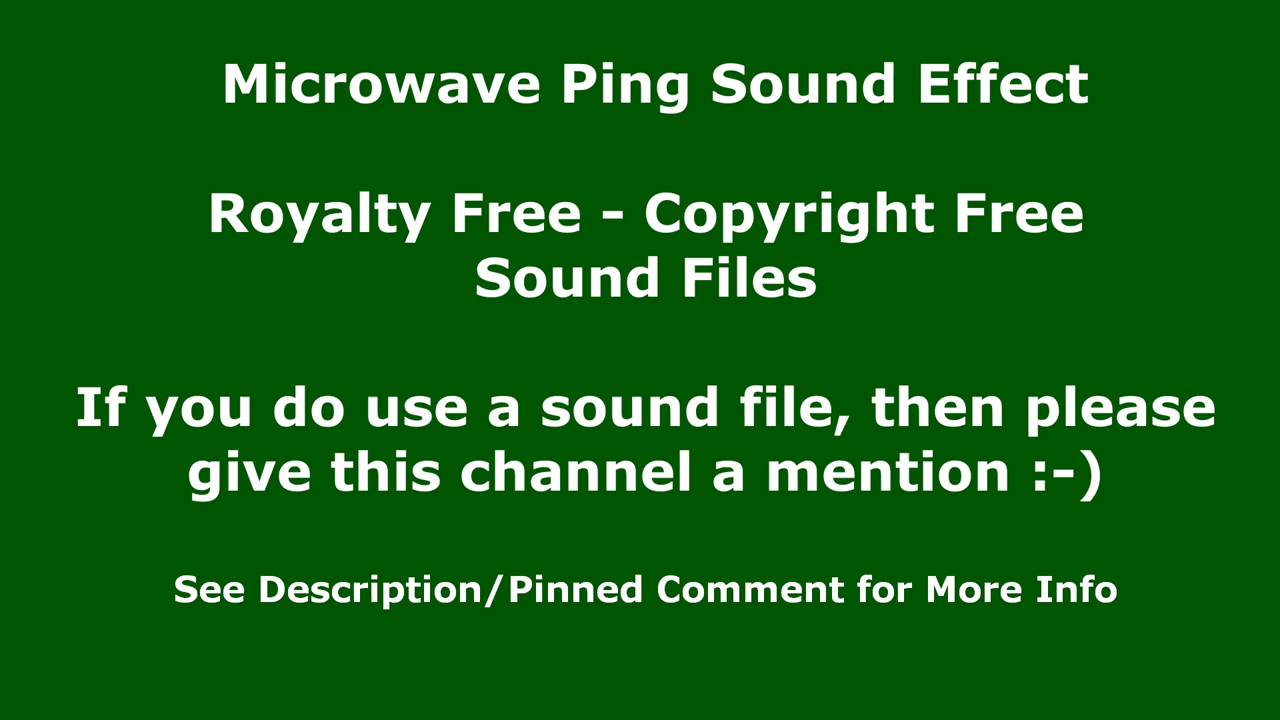 Microwave Ping Sound Effect
Royalty Free - Copyright Free
Sound Files
If you do use a sound file, then please
give this channel a mention :-)
See Description/Pinned Comment for More Info